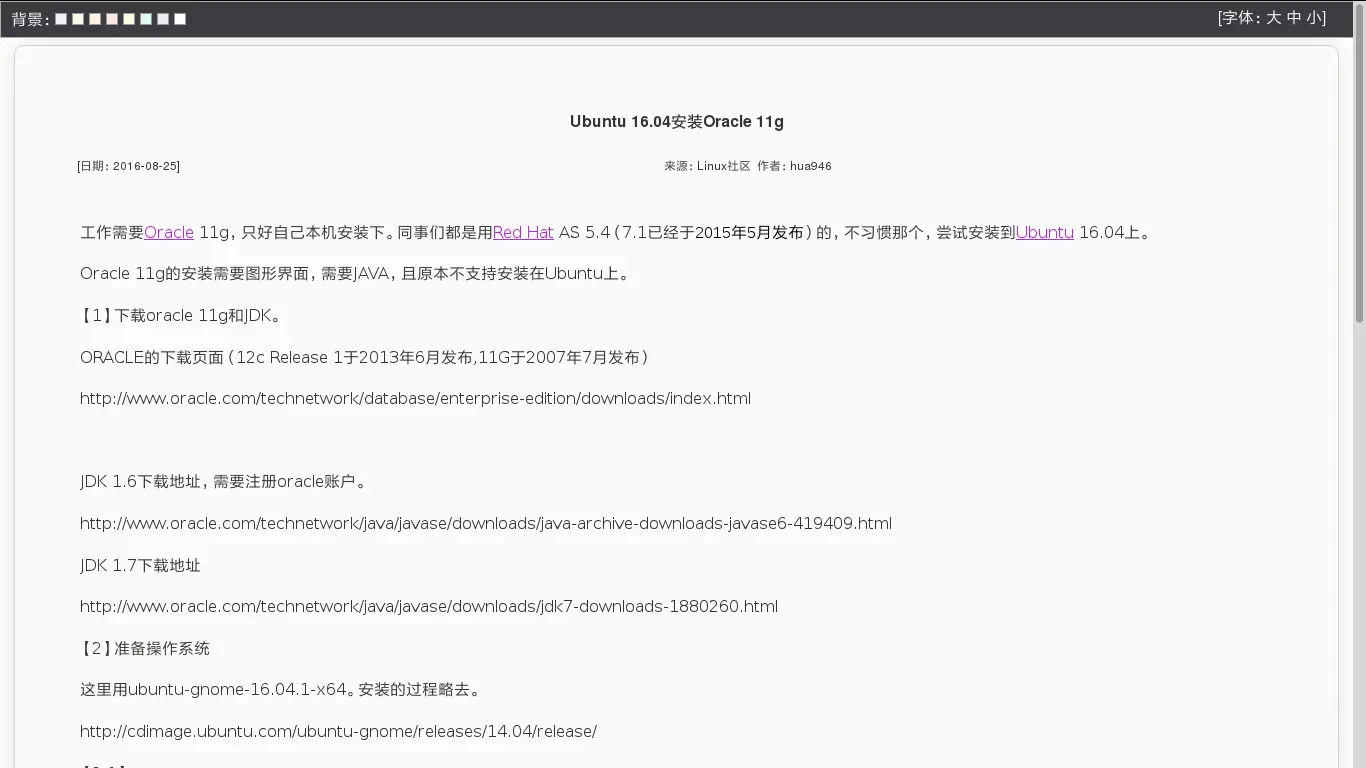 背景:
[字体: 大 中 小]
Ubuntu 16.04安装Oracle 11g
[日期: 2016-08-25]
来源: Linux社区 作者: hua946
工作需要Oracle 11g, 只好自己本机安装下。同事们都是用Red Hat AS 5.4 (7.1已经于2015年5月发布) 的, 不习惯那个, 尝试安装到Ubuntu 16.04上。
Oracle 11g的安装需要图形界面, 需要JAVA, 且原本不支持安装在Ubuntu上。
【1】下载oracle 11g和JDK。
ORACLE的下载页面 (12c Release 1于2013年6月发布,11G于2007年7月发布)
http://www.oracle.com/technetwork/database/enterprise-edition/downloads/index.html
JDK 1.6下载地址, 需要注册oracle账户。
http://www.oracle.com/technetwork/java/javase/downloads/java-archive-downloads-javase6-419409.html
JDK 1.7下载地址
http://www.oracle.com/technetwork/java/javase/downloads/jdk7-downloads-1880260.html
【2】准备操作系统
这里用ubuntu-gnome-16.04.1-x64。安装的过程略去。
http://cdimage.ubuntu.com/ubuntu-gnome/releases/14.04/release/